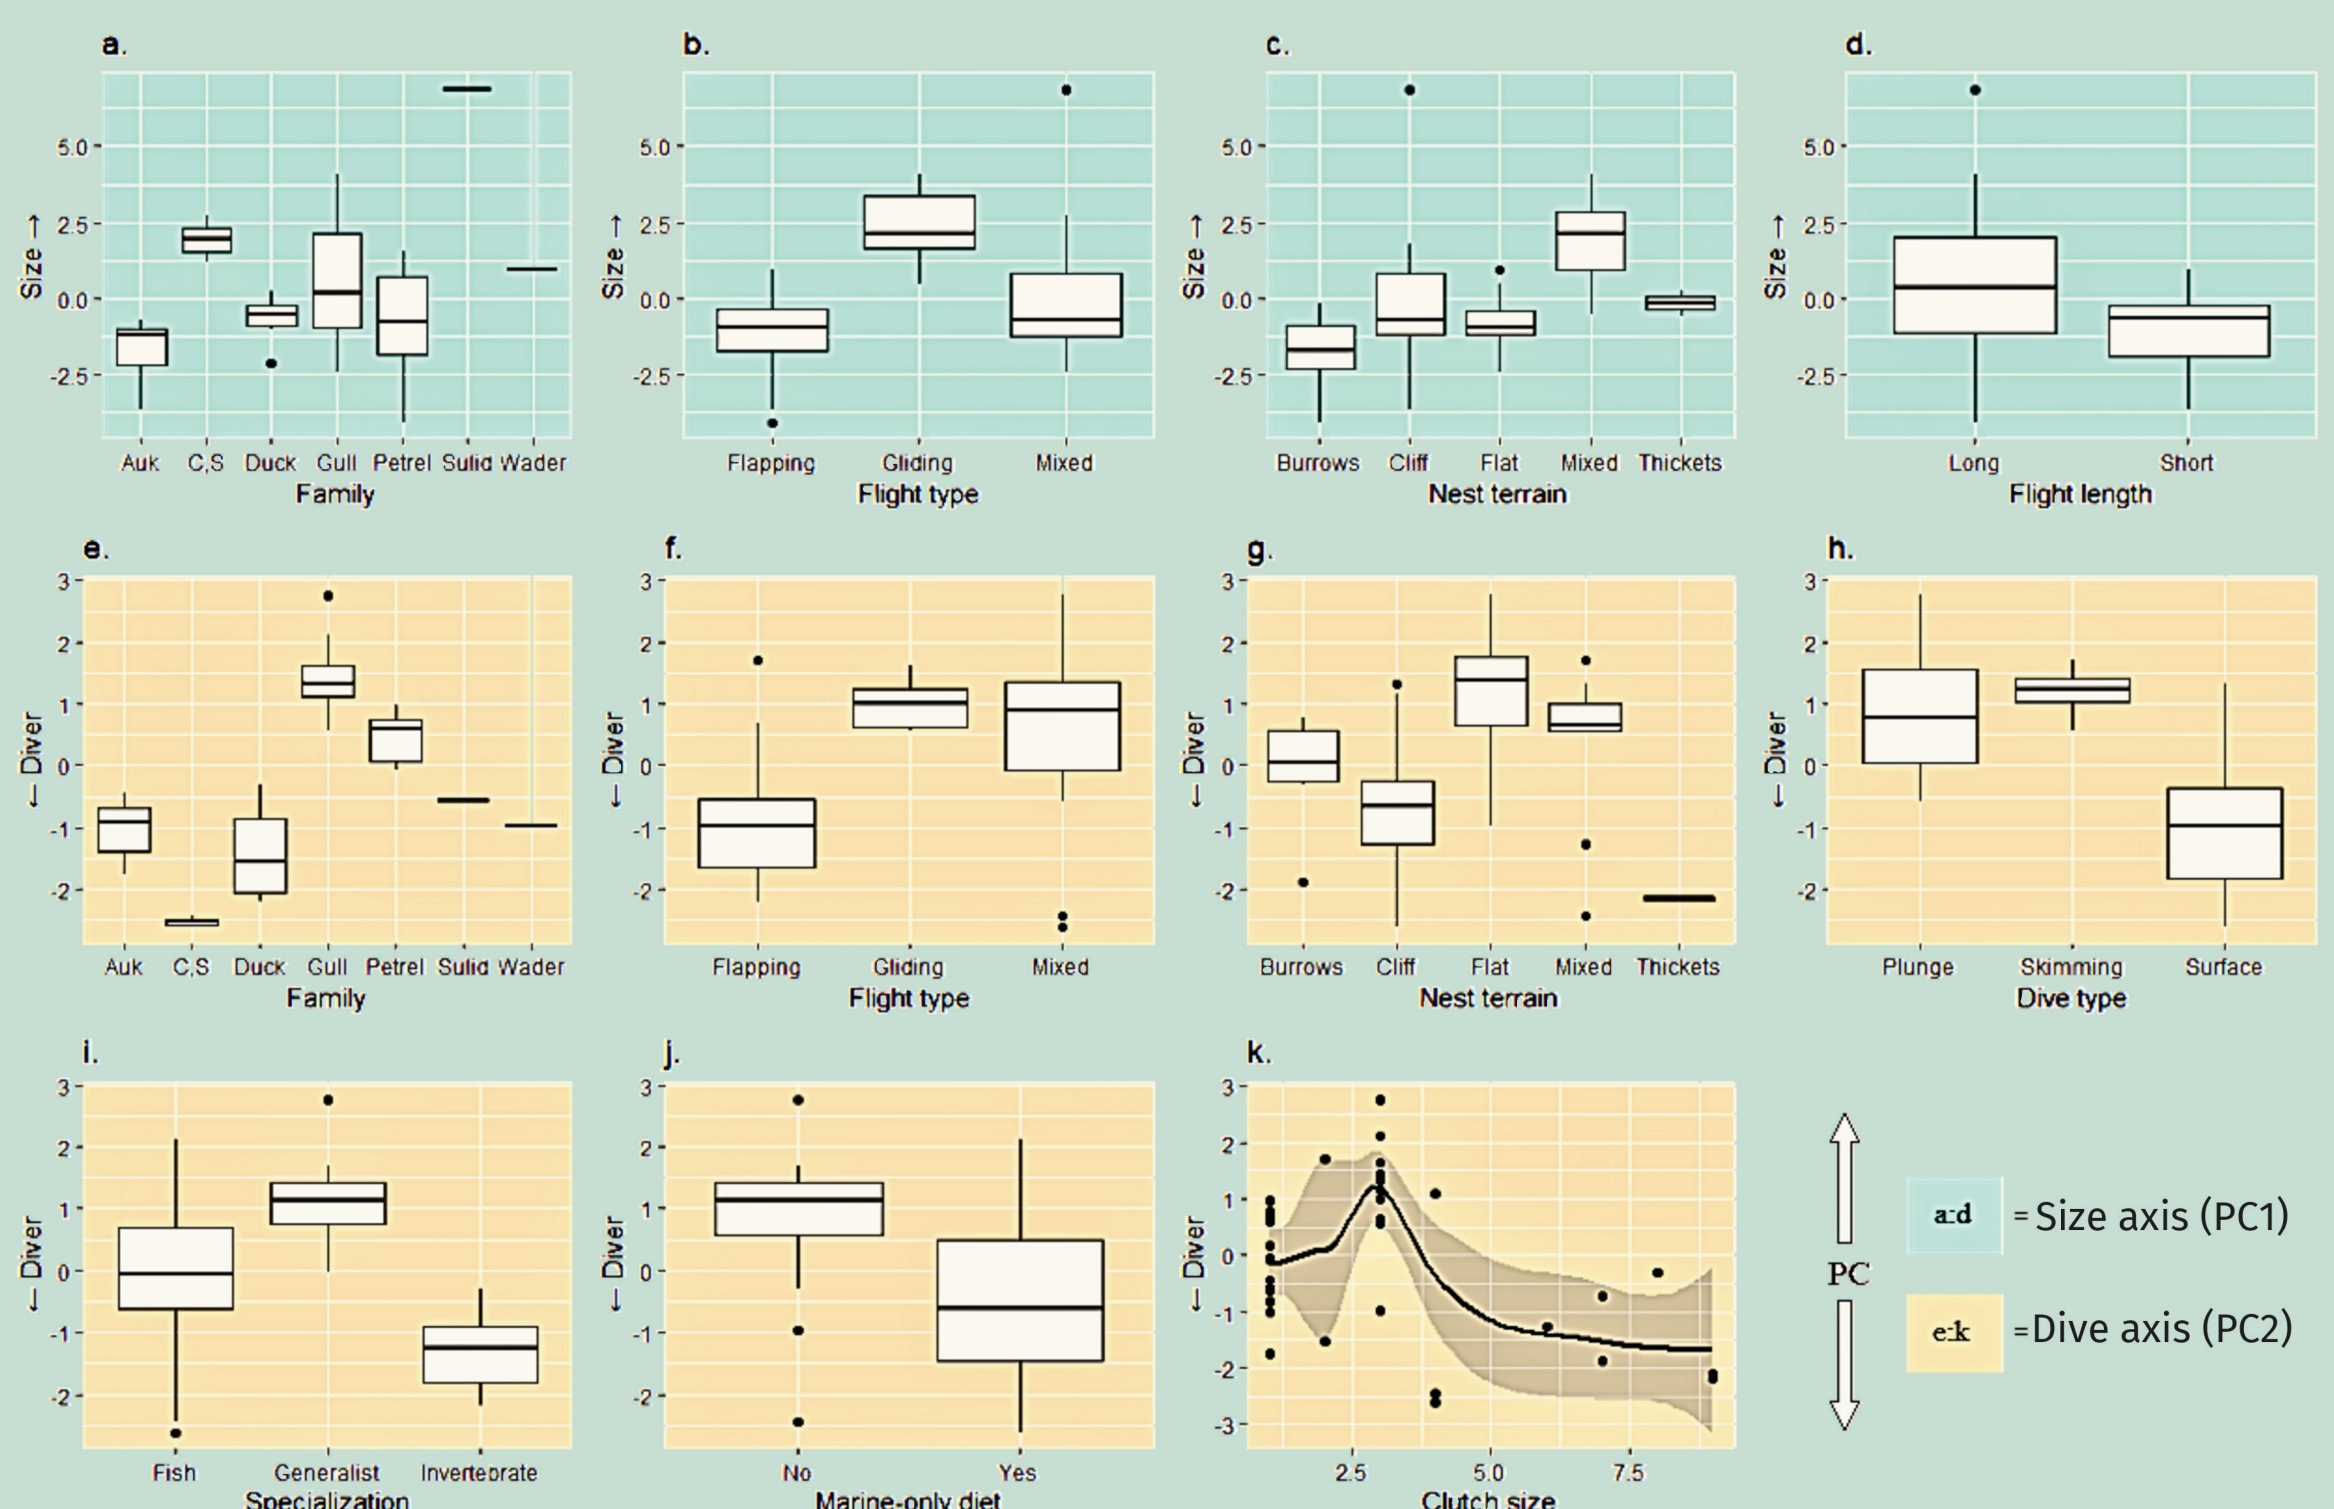 a.
b.
c.
d.
5.0
2.5
0.0
-2.5
Size →
Auk C,S Duck Gull Petrel Sulid Wader
Family
5.0
2.5
0.0
-2.5
Size →
Flapping Gliding Mixed
Flight type
5.0
2.5
0.0
-2.5
Size →
Burrows Cliff Flat Mixed Thickets
Nest terrain
5.0
2.5
0.0
-2.5
Size →
Long Short
Flight length
e.
f.
g.
h.
3
2
1
0
-1
-2
← Diver
Auk C,S Duck Gull Petrel Sulid Wader
Family
3
2
1
0
-1
-2
← Diver
Flapping Gliding Mixed
Flight type
3
2
1
0
-1
-2
← Diver
Burrows Cliff Flat Mixed Thickets
Nest terrain
3
2
1
0
-1
-2
← Diver
Plunge Skimming Surface
Dive type
i.
j.
k.
3
2
1
0
-1
-2
← Diver
Fish Generalist Invertebrate
Specialization
3
2
1
0
-1
-2
← Diver
No Yes
Marine-only diet
3
2
1
0
-1
-2
-3
← Diver
2.5 5.0 7.5
Clutch size
PC
a:d = Size axis (PC1)
e:k =Dive axis (PC2)